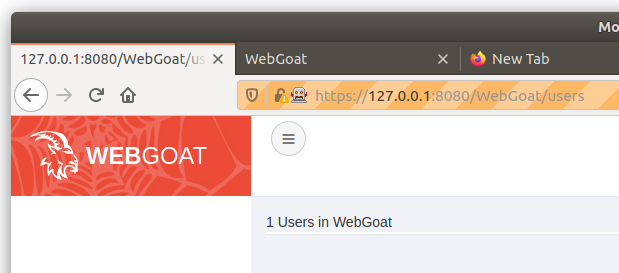 Mo
127.0.0.1:8080/WebGoat/us
WebGoat
New Tab
https://127.0.0.1:8080/WebGoat/users
WEBGOAT
1 Users in WebGoat